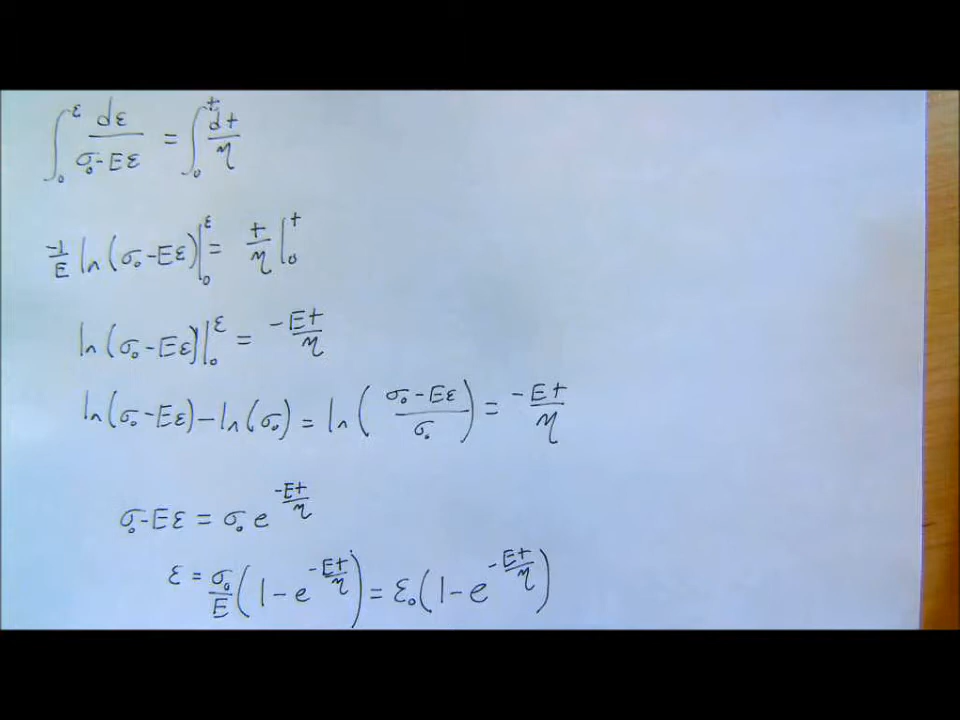 ∫₀^ε dε/(σ₀-Eε) = ∫₀^t dt/η
-1/E ln(σ₀-Eε)|₀^ε = t/η |₀^t
ln(σ₀-Eε)|₀^ε = -Et/η
ln(σ₀-Eε)-ln(σ₀) = ln((σ₀-Eε)/σ₀) = -Et/η
σ₀-Eε = σ₀ e^(-Et/η)
ε = σ₀/E (1-e^(-Et/η)) = ε₀(1-e^(-Et/η))